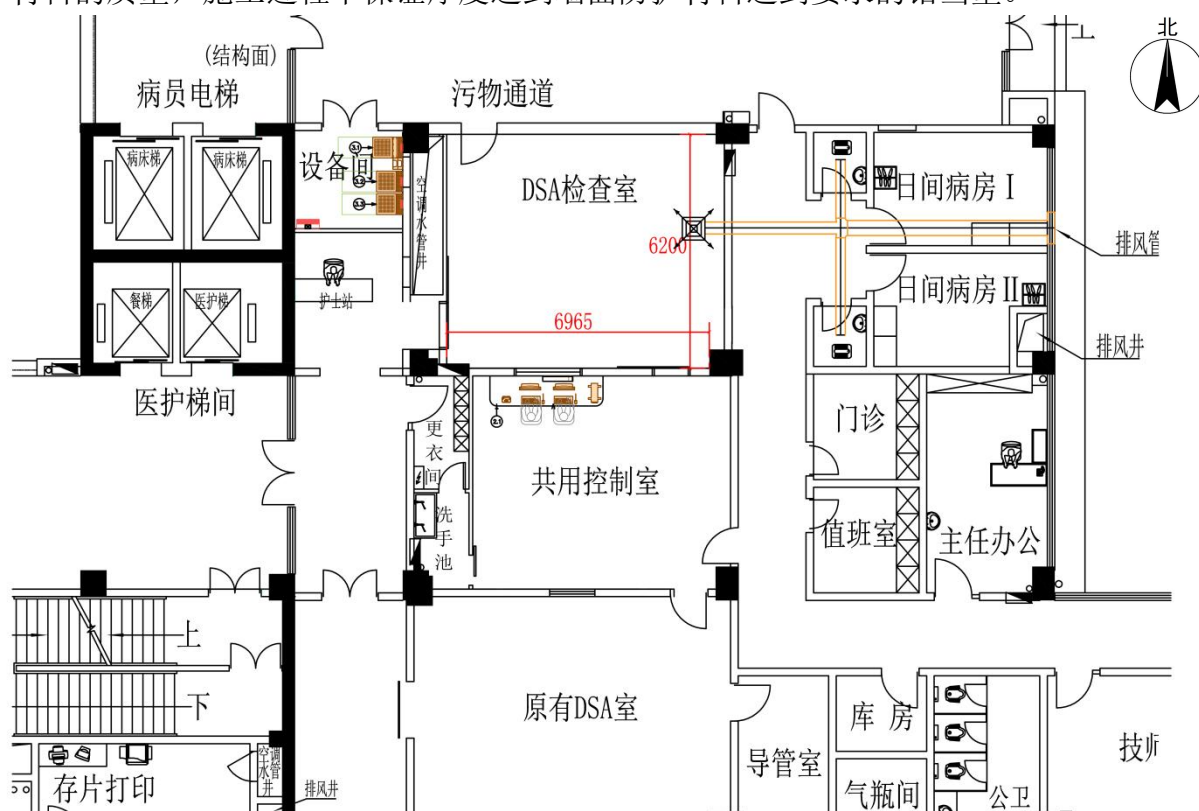 (结构面)
上
北
病员电梯
污物通道
病床梯
病床梯
设备间
空调水管井
DSA检查室
日间病房Ⅰ
6200
排风管
护士站
餐梯
医护梯
日间病房Ⅱ
6965
排风井
医护梯间
更衣间
门诊
共用控制室
洗手池
值班室
主任办公
上
下
原有DSA室
库房
导管室
技师
空调水管井
存片打印
排风井
气瓶间
公卫